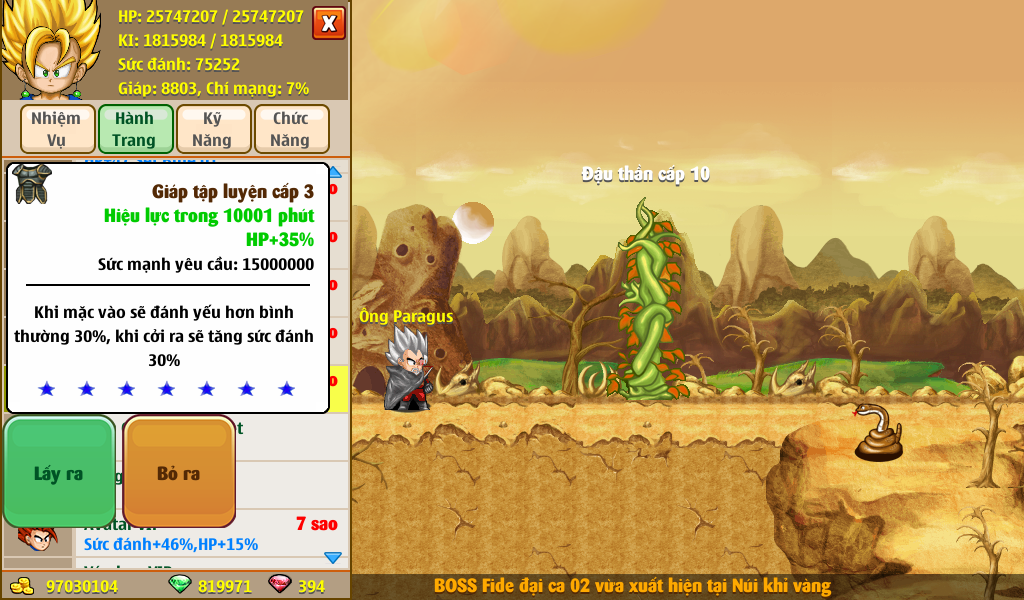 HP: 25747207 / 25747207
KI: 1815984 / 1815984
Sức đánh: 75252
Giáp: 8803, Chí mạng: 7%
X
Nhiệm Vụ
Hành Trang
Kỹ Năng
Chức Năng
Giáp tập luyện cấp 3
Hiệu lực trong 10001 phút
HP+35%
Sức mạnh yêu cầu: 15000000
Khi mặc vào sẽ đánh yếu hơn bình
thường 30%, khi cởi ra sẽ tăng sức đánh
30%
Lấy ra
Bỏ ra
7 sao
Sức đánh+46%,HP+15%
97030104
819971
394
Đậu thần cấp 10
Ông Paragus
BOSS Fide đại ca 02 vừa xuất hiện tại Núi khỉ vàng